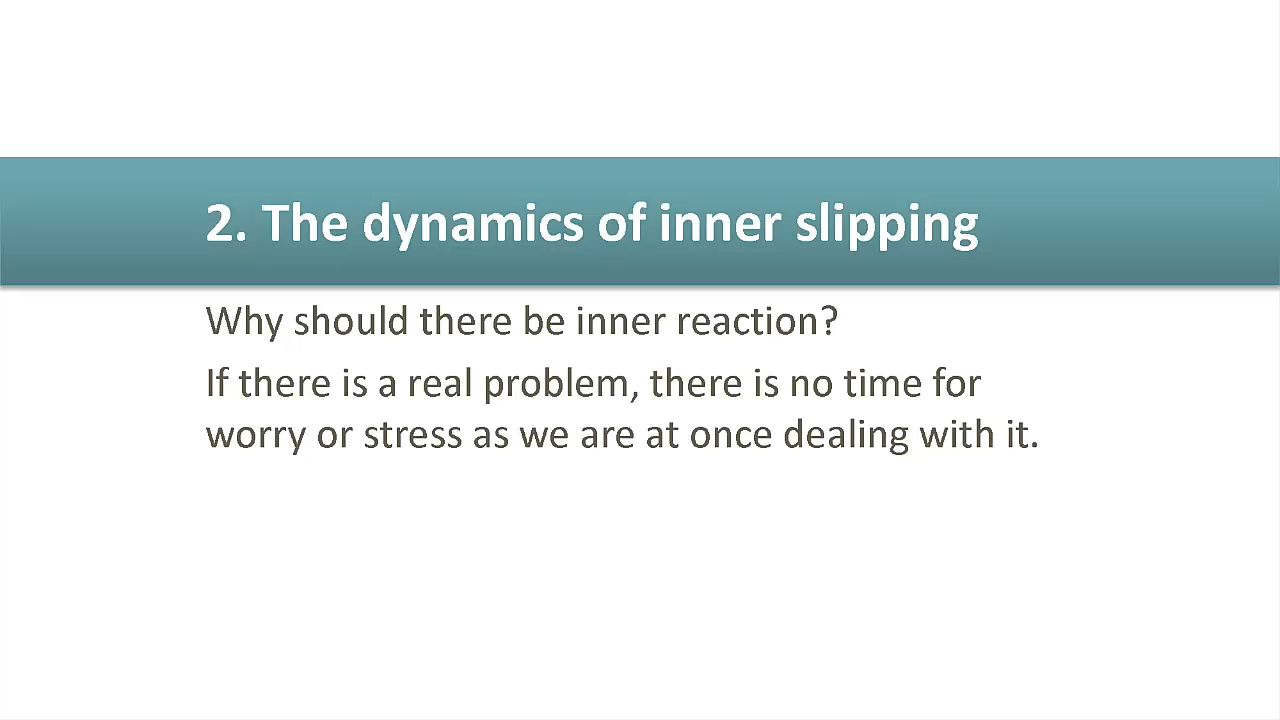 2. The dynamics of inner slipping
Why should there be inner reaction?
If there is a real problem, there is no time for
worry or stress as we are at once dealing with it.